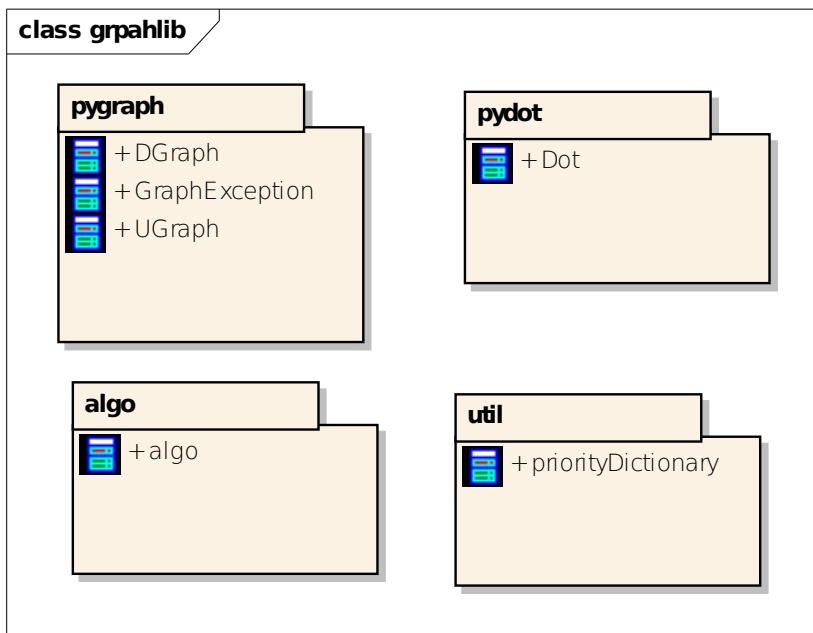 class grpahlib
pygraph
+DGraph
+GraphException
+UGraph
pydot
+Dot
algo
+algo
util
+priorityDictionary